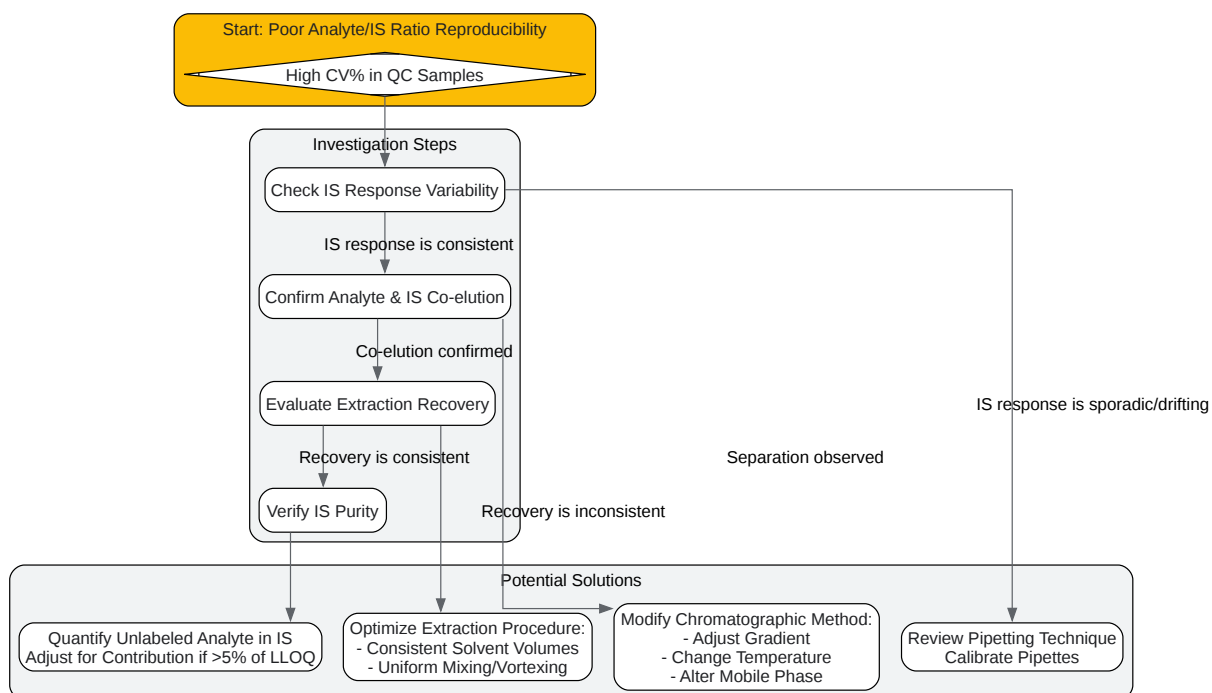 Start: Poor Analyte/IS Ratio Reproducibility
High CV% in QC Samples
Investigation Steps
Check IS Response Variability
IS response is consistent
Confirm Analyte & IS Co-elution
Co-elution confirmed
Evaluate Extraction Recovery
IS response is sporadic/drifting
Recovery is consistent
Separation observed
Verify IS Purity
Recovery is inconsistent
Potential Solutions
Quantify Unlabeled Analyte in IS
Adjust for Contribution if >5% of LLOQ
Optimize Extraction Procedure:
- Consistent Solvent Volumes
- Uniform Mixing/Vortexing
Modify Chromatographic Method:
- Adjust Gradient
- Change Temperature
- Alter Mobile Phase
Review Pipetting Technique
Calibrate Pipettes